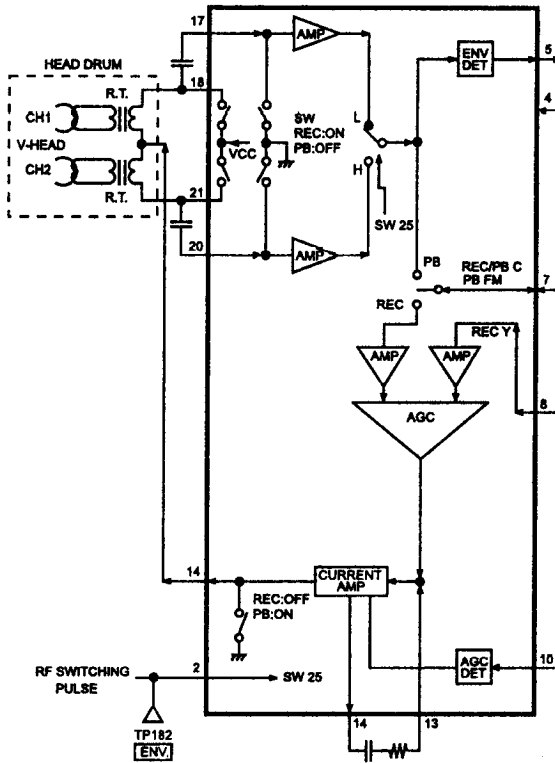 17
AMP
ENV
DET
5
HEAD DRUM
R.T.
18
4
CH1
SW
REC:ON
PB:OFF
L
V-HEAD
VCC
CH2
H
R.T.
21
SW 25
20
AMP
PB
REC/PB C
PB FM
7
REC
REC Y
AMP
AMP
8
AGC
14
CURRENT
AMP
REC:OFF
PB:ON
RF SWITCHING
PULSE
2
SW 25
AGC
DET
10
TP182
ENV.
14
13